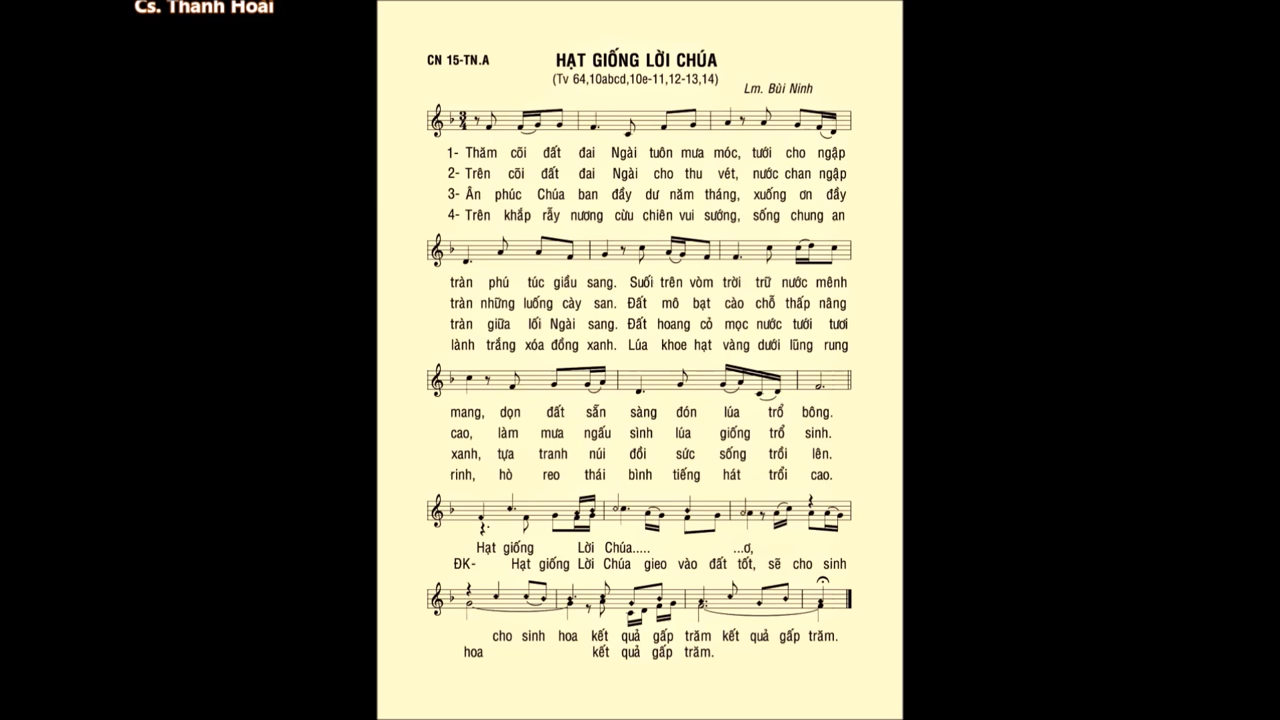 Cs. Thanh Hoài
CN 15-TN.A
HẠT GIỐNG LỜI CHÚA
(Tv 64,10abcd,10e-11,12-13,14)
Lm. Bùi Ninh
1- Thăm cõi đất đai Ngài tuôn mưa móc, tưới cho ngập
2- Trên cõi đất đai Ngài cho thu vét, nước chan ngập
3- Ân phúc Chúa ban đầy dư năm tháng, xuống ơn đầy
4- Trên khắp rẫy nương cừu chiên vui sướng, sống chung an
tràn phú túc giầu sang. Suối trên vòm trời trữ nước mênh
tràn những luống cày san. Đất mô bạt cào chỗ thấp nâng
tràn giữa lối Ngài sang. Đất hoang cỏ mọc nước tưới tươi
lành trắng xóa đồng xanh. Lúa khoe hạt vàng dưới lũng rung
mang, dọn đất sẵn sàng đón lúa trổ bông.
cao, làm mưa ngấu sình lúa giống trổ sinh.
xanh, tựa tranh núi đồi sức sống trồi lên.
rinh, hò reo thái bình tiếng hát trổi cao.
Hạt giống Lời Chúa..... ...ơ,
ĐK- Hạt giống Lời Chúa gieo vào đất tốt, sẽ cho sinh
cho sinh hoa kết quả gấp trăm kết quả gấp trăm.
hoa kết quả gấp trăm.